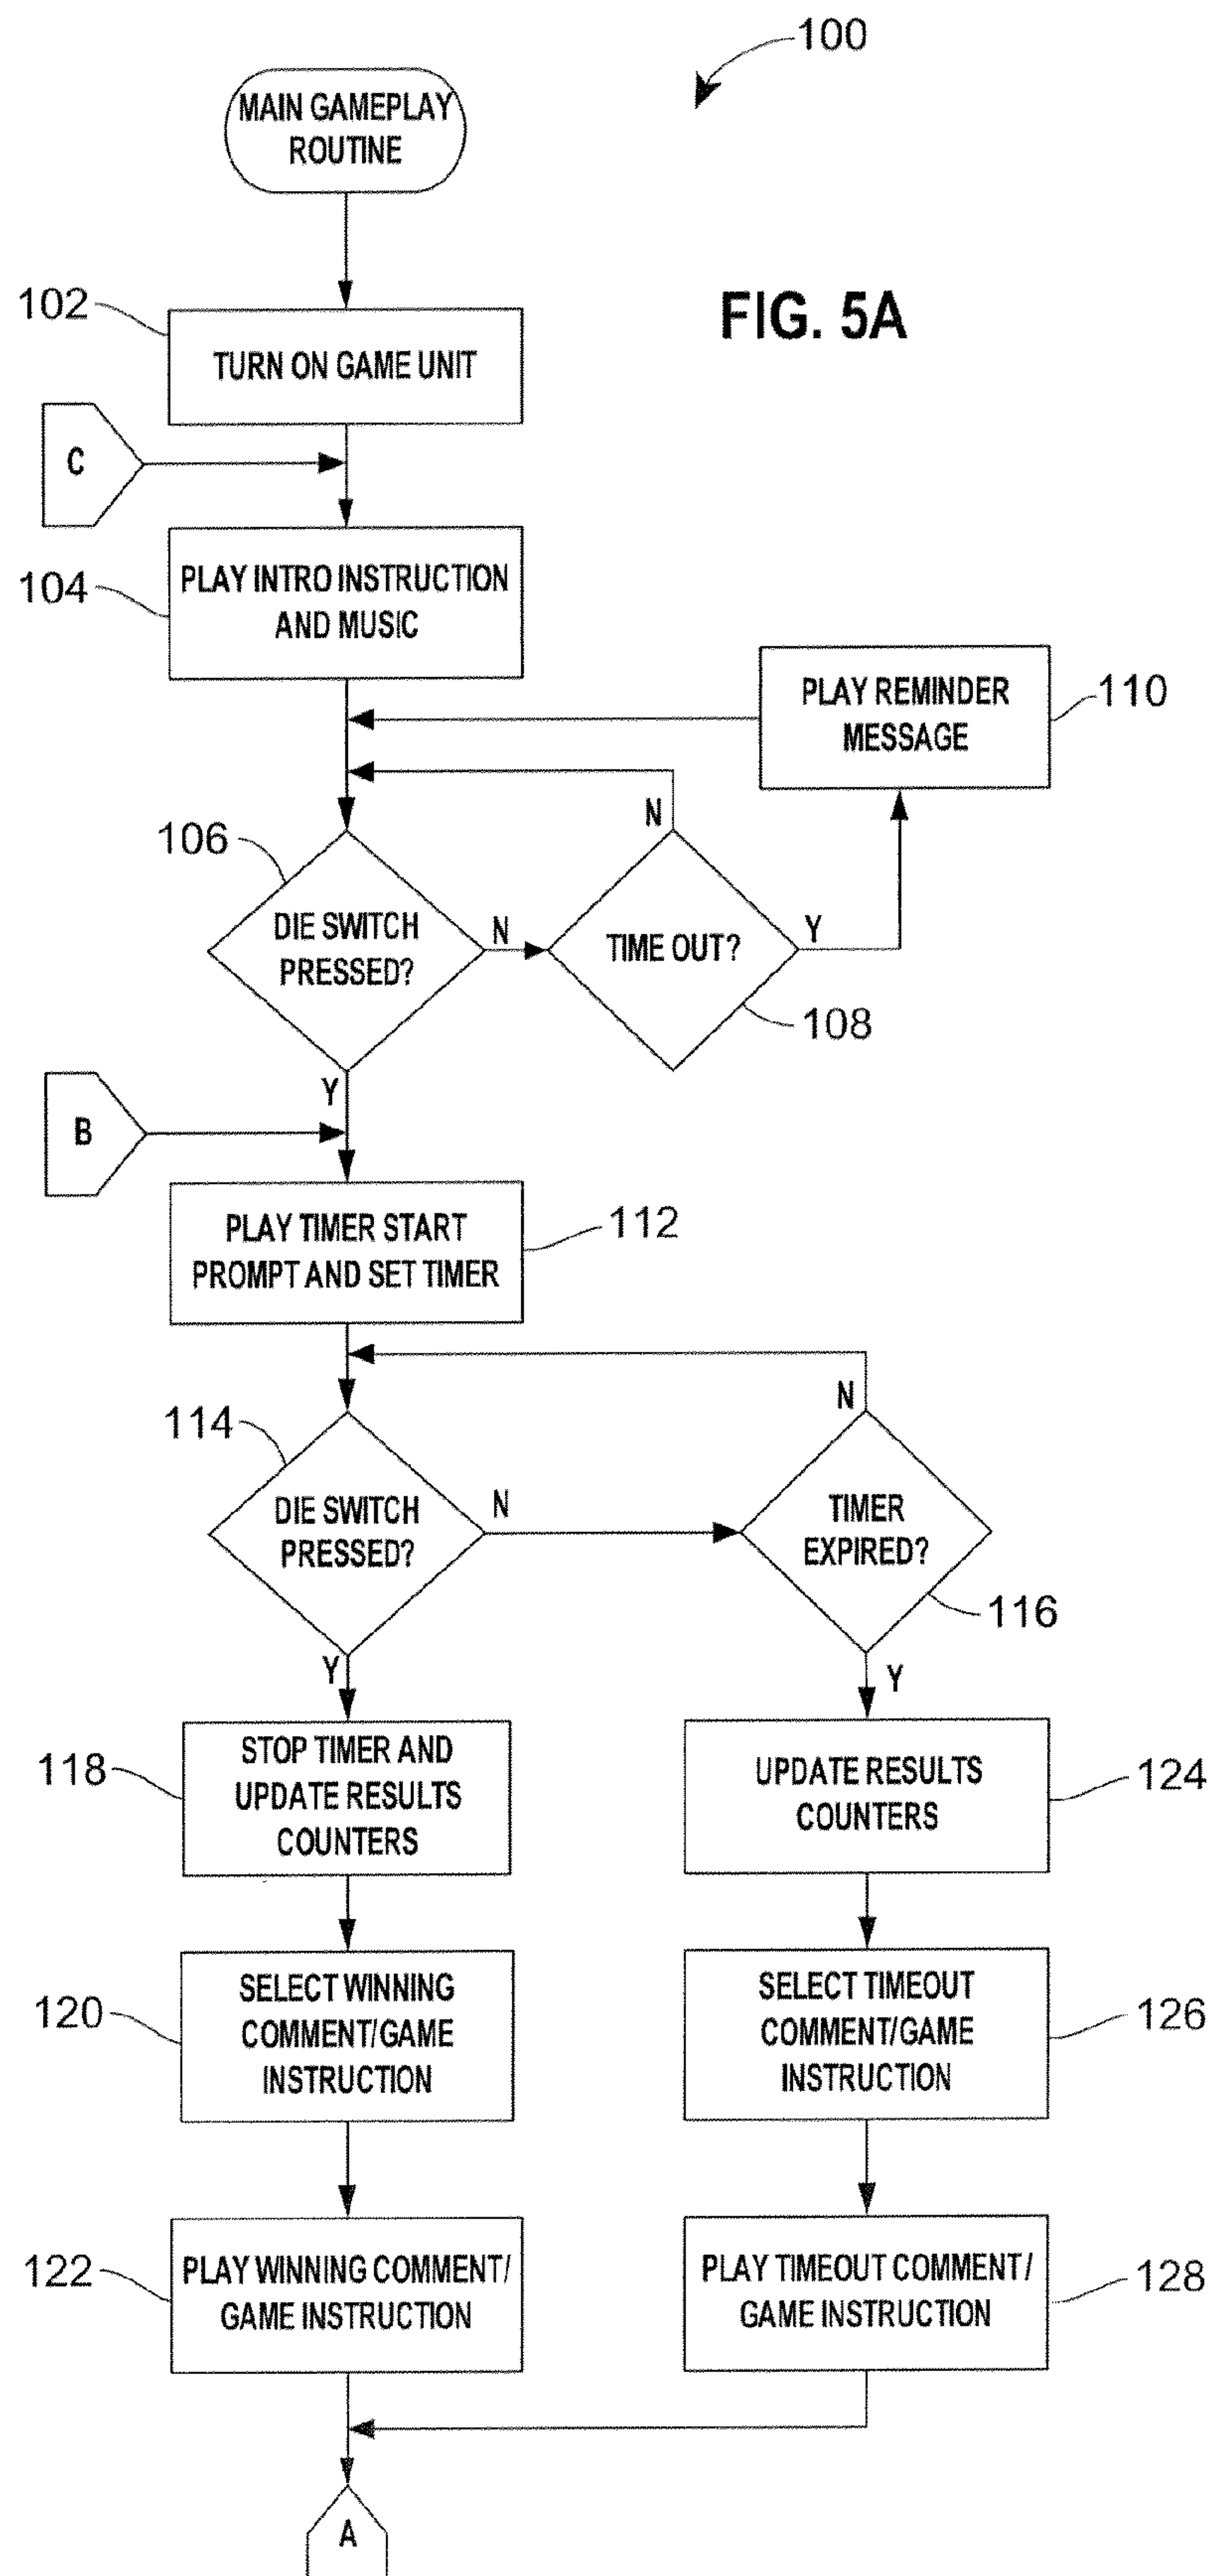 100
MAIN GAMEPLAY
ROUTINE
FIG. 5A
102
TURN ON GAME UNIT
C
104
PLAY INTRO INSTRUCTION
AND MUSIC
PLAY REMINDER
MESSAGE
110
106
DIE SWITCH
PRESSED?
N
N
TIME OUT?
Y
108
Y
B
PLAY TIMER START
PROMPT AND SET TIMER
112
114
DIE SWITCH
PRESSED?
N
N
TIMER
EXPIRED?
116
Y
Y
118
STOP TIMER AND
UPDATE RESULTS
COUNTERS
UPDATE RESULTS
COUNTERS
124
120
SELECT WINNING
COMMENT/GAME
INSTRUCTION
SELECT TIMEOUT
COMMENT/GAME
INSTRUCTION
126
122
PLAY WINNING COMMENT/
GAME INSTRUCTION
PLAY TIMEOUT COMMENT/
GAME INSTRUCTION
128
A